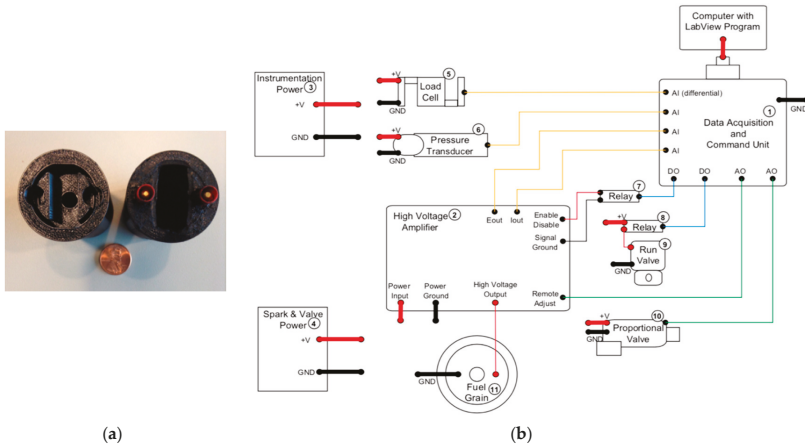 Computer with
LabView Program
Instrumentation
Power 3
+V
GND
+V
5
Load
Cell
GND
+V
6
Pressure
Transducer
GND
AI (differential)
AI
AI
AI
1
Data Acquisition
and
Command Unit
GND
DO
DO
AO
AO
High Voltage 2
Amplifier
Eout
Iout
Enable
Disable
Signal
Ground
Power
Input
Power
Ground
High Voltage
Output
Remote
Adjust
7
Relay
+V
8
Relay
9
Run
Valve
GND
10
+V
Proportional
Valve
GND
Spark & Valve
Power 4
+V
GND
GND
Fuel
Grain
11
(a)
(b)